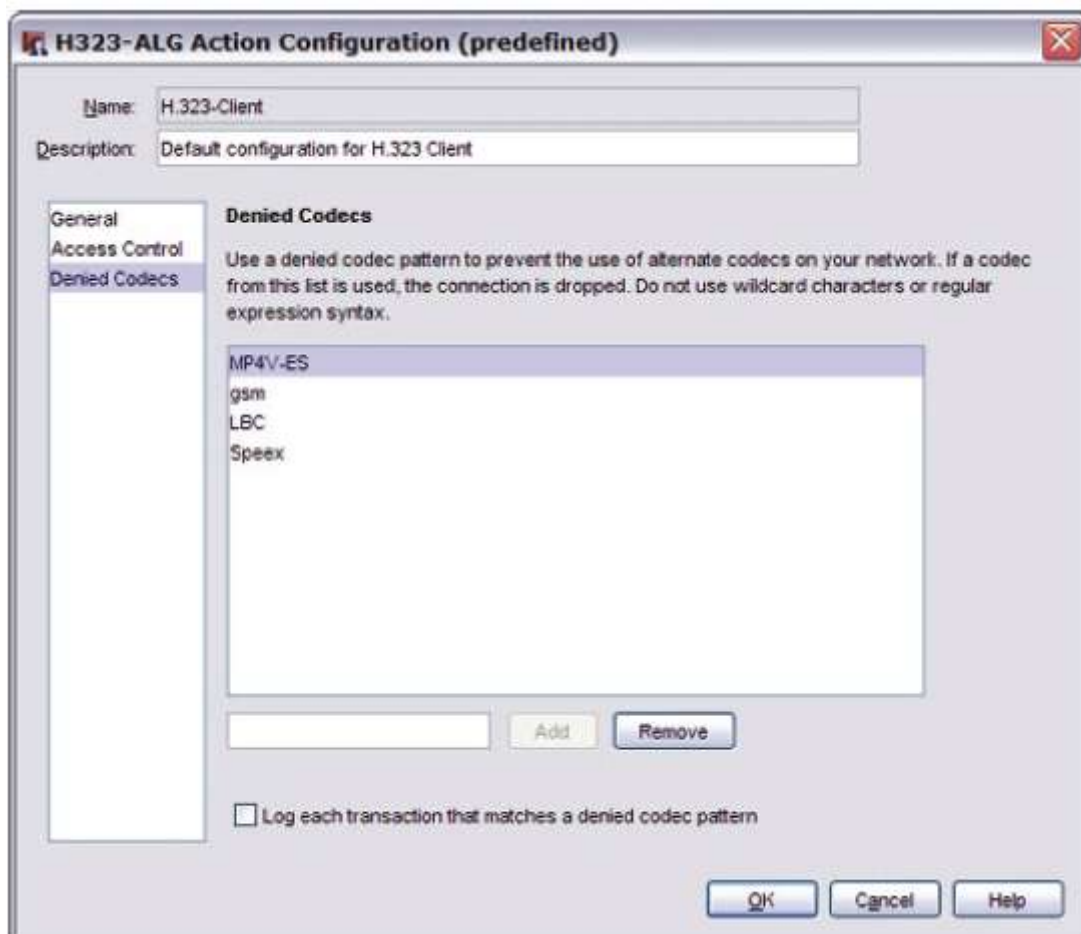 H323-ALG Action Configuration (predefined)
Name: H.323-Client
Description: Default configuration for H.323 Client
General
Access Control
Denied Codecs
Denied Codecs
Use a denied codec pattern to prevent the use of alternate codecs on your network. If a codec
from this list is used, the connection is dropped. Do not use wildcard characters or regular
expression syntax.
MP4V-ES
gsm
LBC
Speex
Add Remove
Log each transaction that matches a denied codec pattern
OK Cancel Help